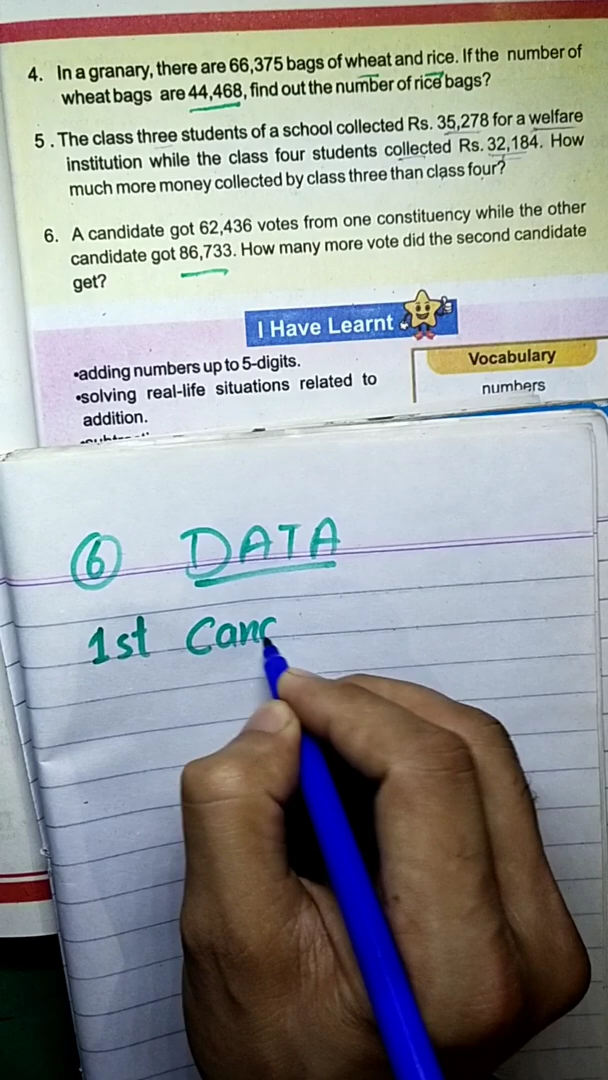 4. In a granary, there are 66,375 bags of wheat and rice. If the number of
wheat bags are 44,468, find out the number of rice bags?
5. The class three students of a school collected Rs. 35,278 for a welfare
institution while the class four students collected Rs. 32,184. How
much more money collected by class three than class four?
6. A candidate got 62,436 votes from one constituency while the other
candidate got 86,733. How many more vote did the second candidate
get?
I Have Learnt
•adding numbers up to 5-digits.
•solving real-life situations related to
addition.
Vocabulary
numbers
6 DATA
1st Canc